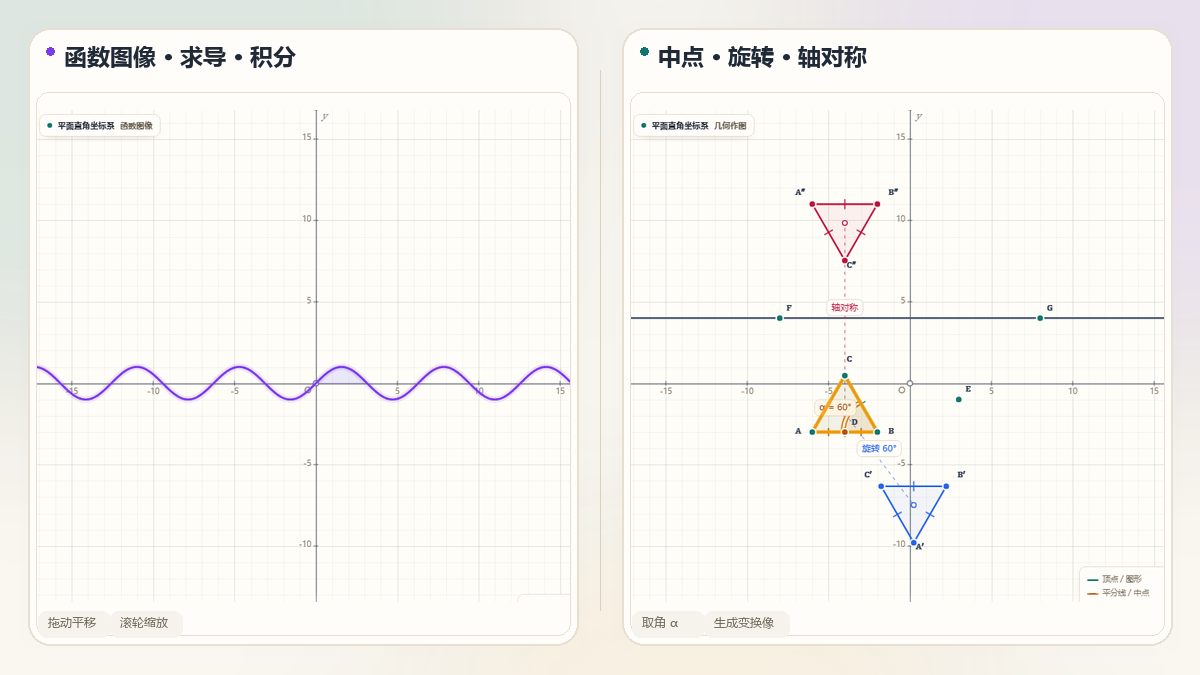 函数图像・求导・积分
平面直角坐标系 函数图像
y
15
10
5
-15 -10 -5 O 5 10 15
-5
-10
拖动平移 滚轮缩放
中点・旋转・轴对称
平面直角坐标系 几何作图
y
15
A″ B″
10
C″
轴对称
5
F G
C
-15 -10 -5 O 5 10 15
E
α = 60°
D
A B
旋转 60°
-5
C′ B′
-10
A′
顶点 / 图形
平分线 / 中点
取角 α 生成变换像